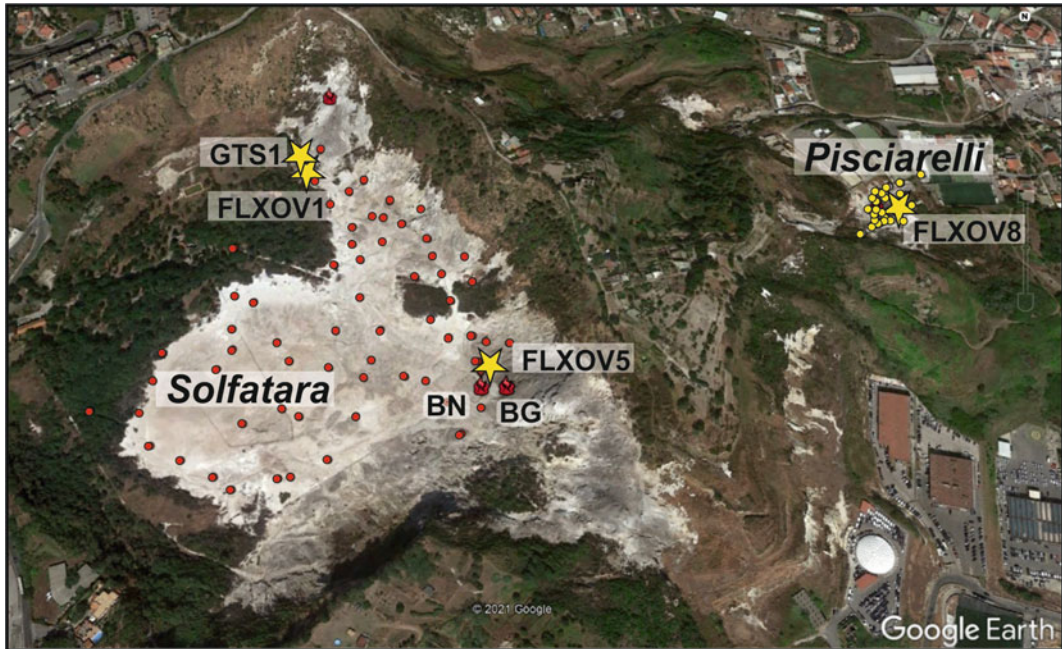 N
GTS1
Pisciarelli
FLXOV1
FLXOV8
FLXOV5
Solfatara
BN
BG
© 2021 Google
Google Earth